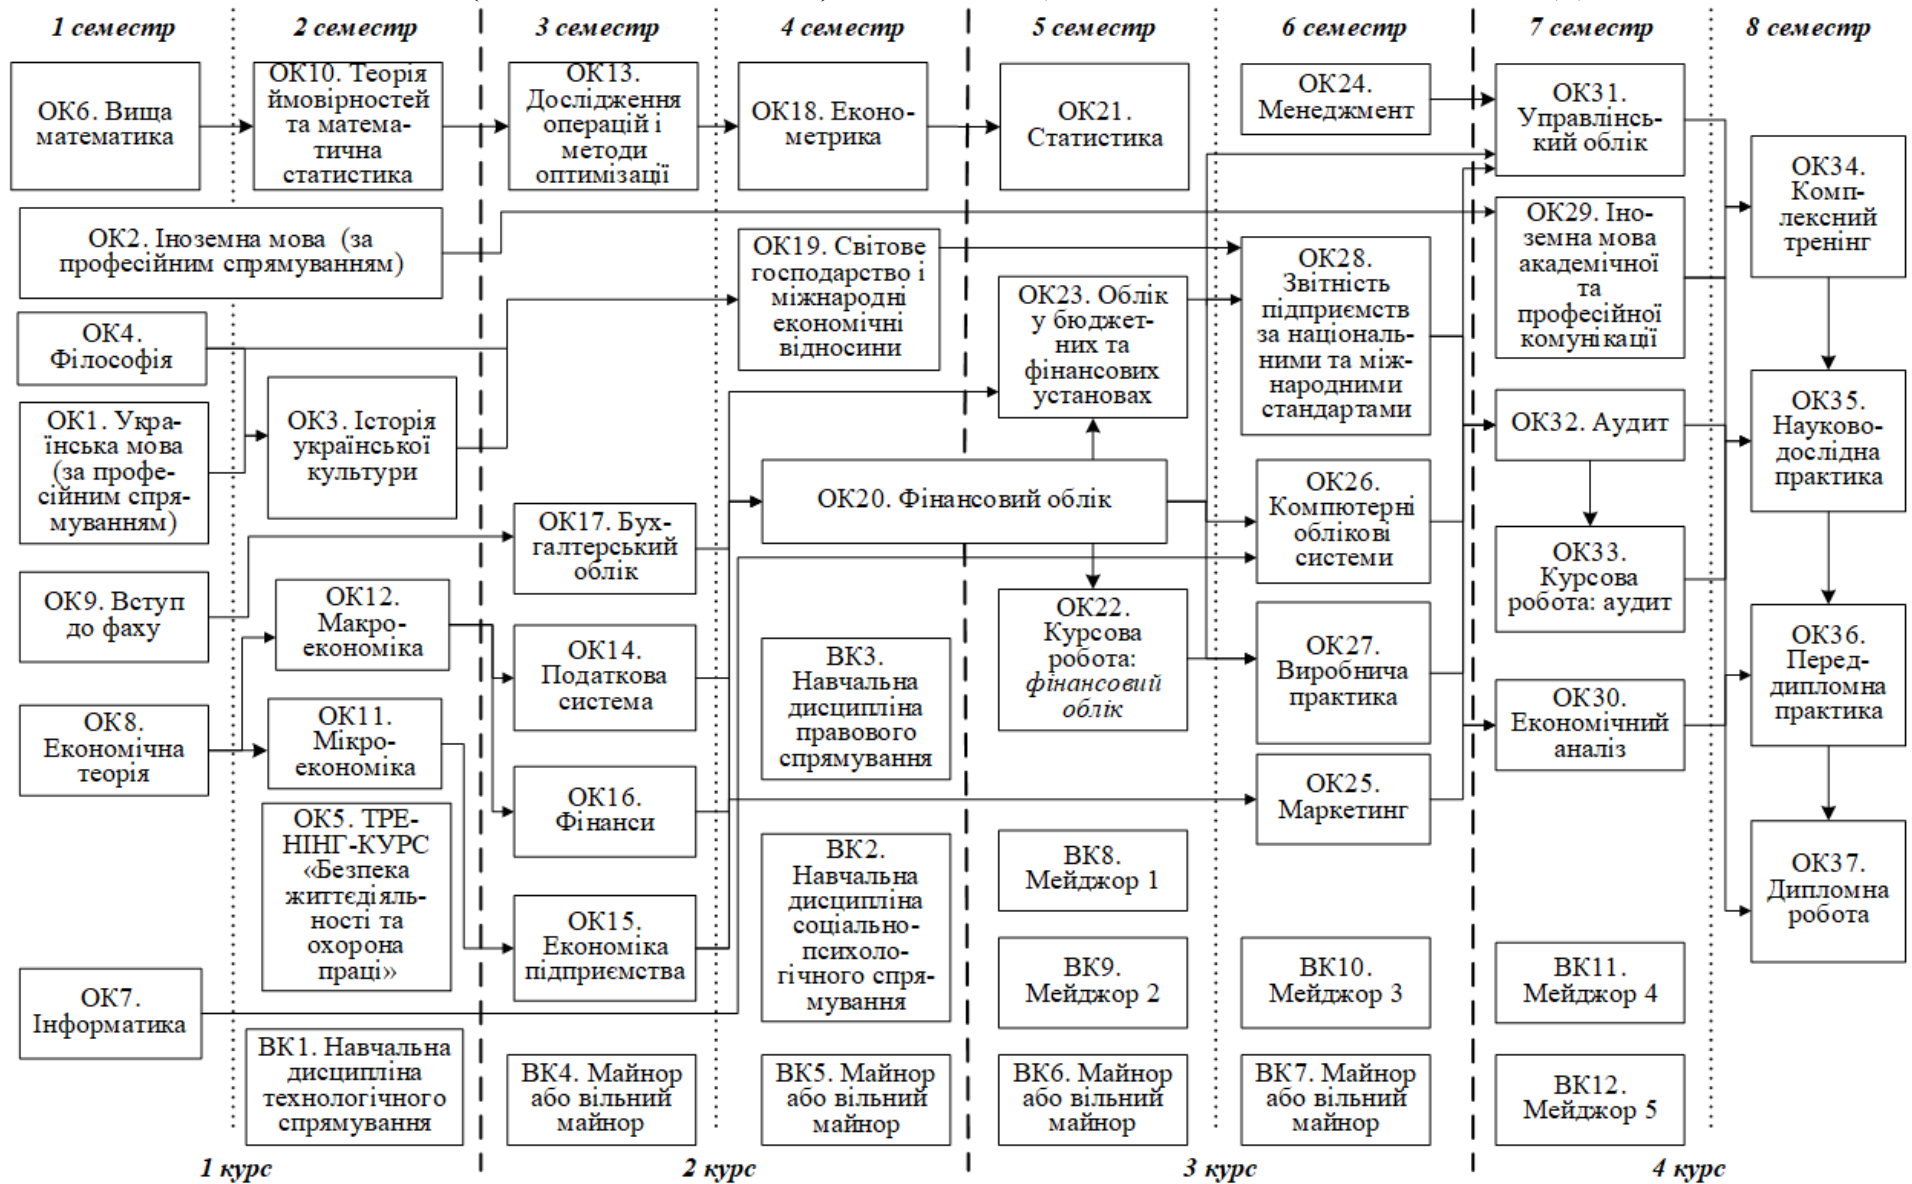 1 семестр
2 семестр
3 семестр
4 семестр
5 семестр
6 семестр
7 семестр
8 семестр
ОК6. Вища
математика
ОК10. Теорія
ймовірностей
та матема-
тична
статистика
ОК13.
Дослідження
операцій і
методи
оптимізації
ОК18. Еконо-
метрика
ОК21.
Статистика
ОК24.
Менеджмент
ОК31.
Управлінсь-
кий облік
ОК34.
Комп-
лексний
тренінг
ОК2. Іноземна мова (за
професійним спрямуванням)
ОК19. Світове
господарство і
міжнародні
економічні
відносини
ОК23. Облік
у бюджет-
них та
фінансових
установах
ОК28.
Звітність
підприємств
за національ-
ними та між-
народними
стандартами
ОК29. Іно-
земна мова
академічної
та
професійної
комунікації
ОК4.
Філософія
ОК1. Укра-
їнська мова
(за профе-
сійним спря-
муванням)
ОК3. Історія
української
культури
ОК32. Аудит
ОК35.
Науково-
дослідна
практика
ОК20. Фінансовий облік
ОК26.
Компютерні
облікові
системи
ОК17. Бух-
галтерський
облік
ОК33.
Курсова
робота: аудит
ОК9. Вступ
до фаху
ОК12.
Макро-
економіка
ОК14.
Податкова
система
ВК3.
Навчальна
дисципліна
правового
спрямування
ОК22.
Курсова
робота:
фінансовий
облік
ОК27.
Виробнича
практика
ОК36.
Перед-
дипломна
практика
ОК8.
Економічна
теорія
ОК11.
Мікро-
економіка
ОК30.
Економічний
аналіз
ОК16.
Фінанси
ОК25.
Маркетинг
ОК5. ТРЕ-
НІНГ-КУРС
«Безпека
життєдіяль-
ності та
охорона
праці»
ВК2.
Навчальна
дисципліна
соціально-
психоло-
гічного спря-
мування
ВК8.
Мейджор 1
ОК37.
Дипломна
робота
ОК15.
Економіка
підприємства
ВК9.
Мейджор 2
ВК10.
Мейджор 3
ВК11.
Мейджор 4
ОК7.
Інформатика
ВК1. Навчальна
дисципліна
технологічного
спрямування
ВК4. Майнор
або вільний
майнор
ВК5. Майнор
або вільний
майнор
ВК6. Майнор
або вільний
майнор
ВК7. Майнор
або вільний
майнор
ВК12.
Мейджор 5
1 курс
2 курс
3 курс
4 курс